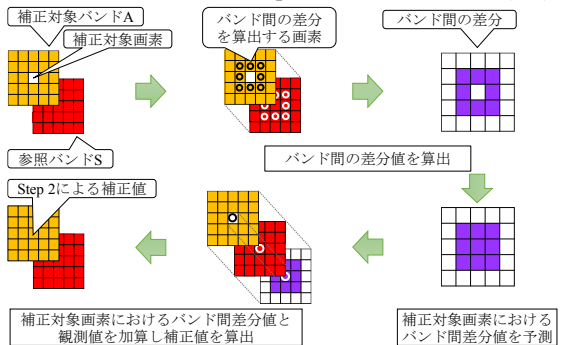 補正対象バンドA
補正対象画素
バンド間の差分
を算出する画素
バンド間の差分
参照バンドS
バンド間の差分値を算出
Step 2による補正値
補正対象画素におけるバンド間差分値と
観測値を加算し補正値を算出
補正対象画素における
バンド差分値を予測